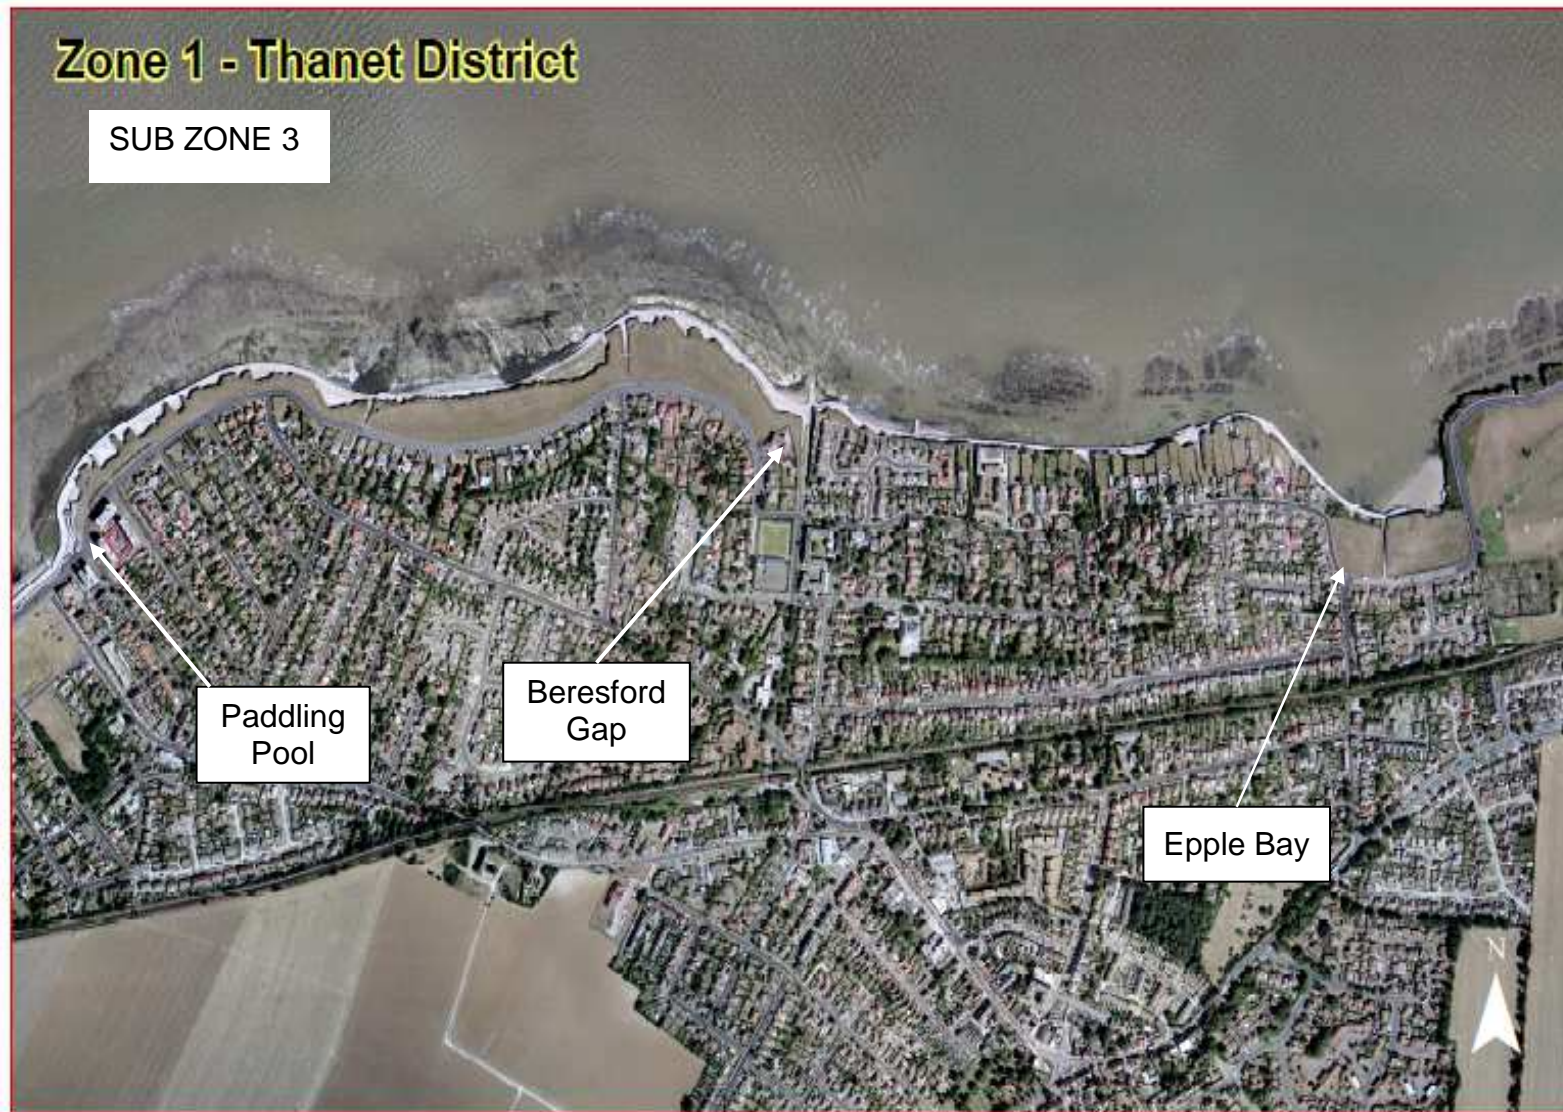 Zone 1 - Thanet District
SUB ZONE 3
Paddling
Pool
Beresford
Gap
Epple Bay
N